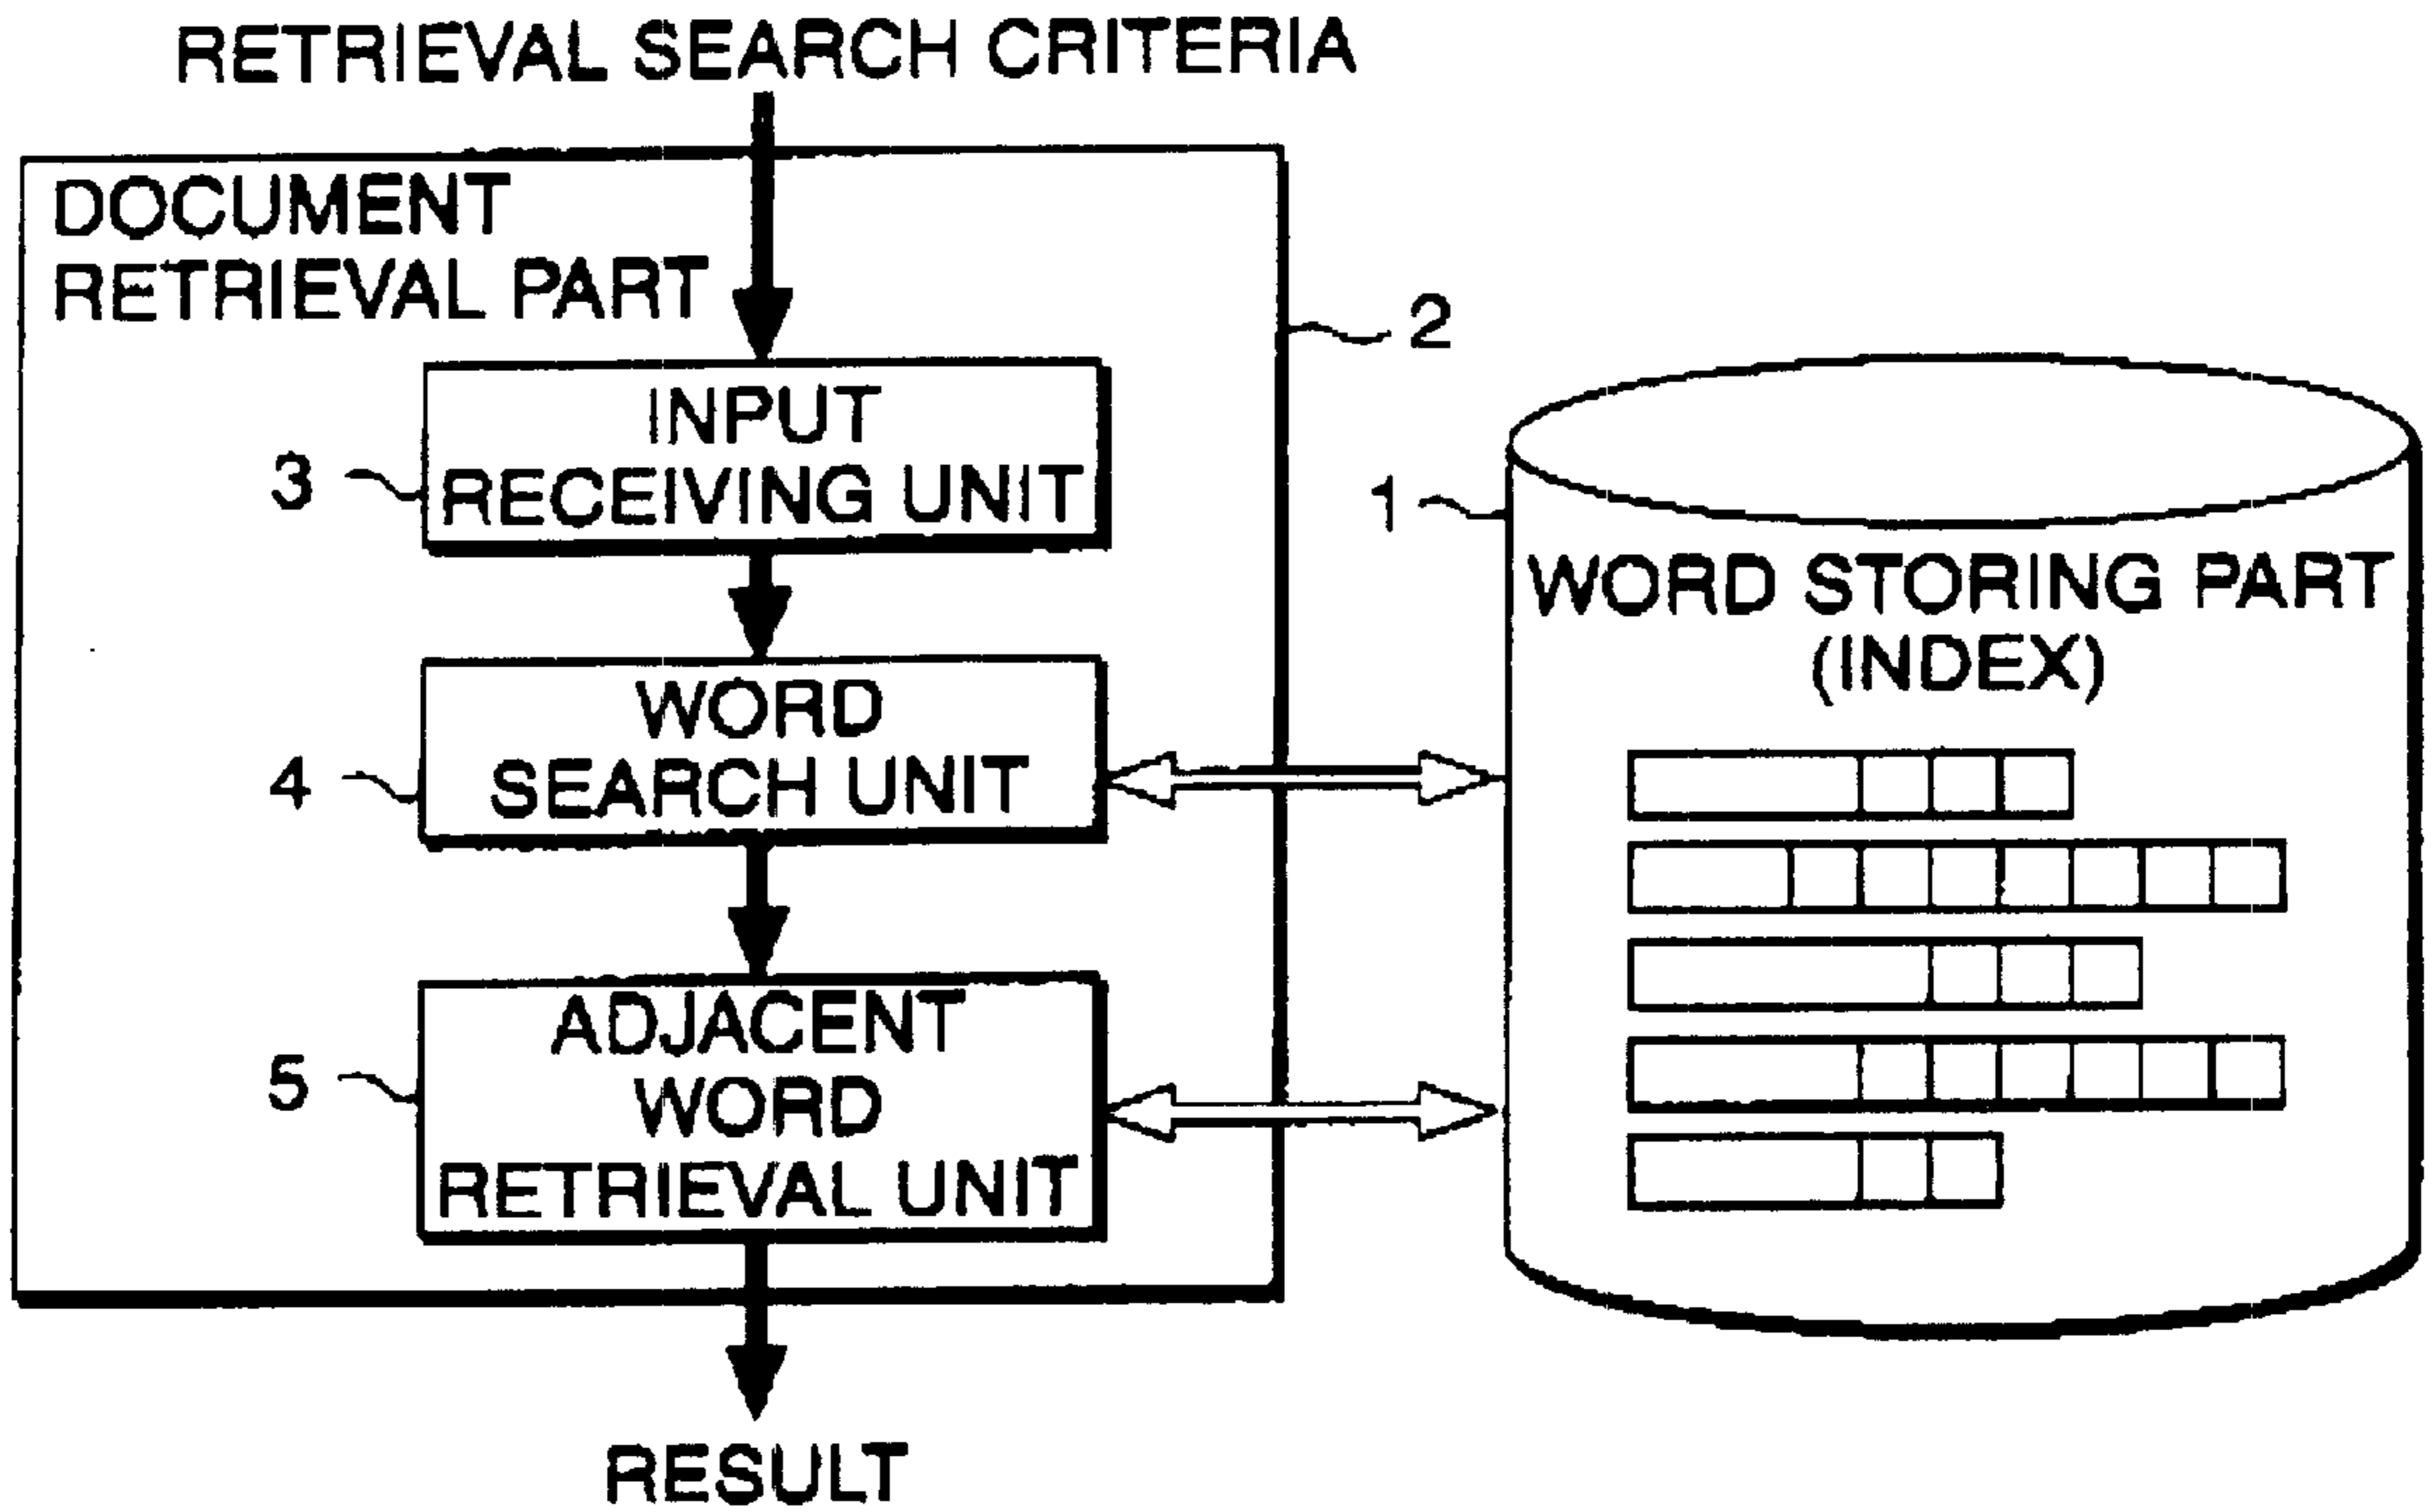 RETRIEVAL SEARCH CRITERIA
DOCUMENT
RETRIEVAL PART
2
INPUT
RECEIVING UNIT
3
1
WORD STORING PART
(INDEX)
WORD
SEARCH UNIT
4
ADJACENT
WORD
RETRIEVAL UNIT
5
RESULT